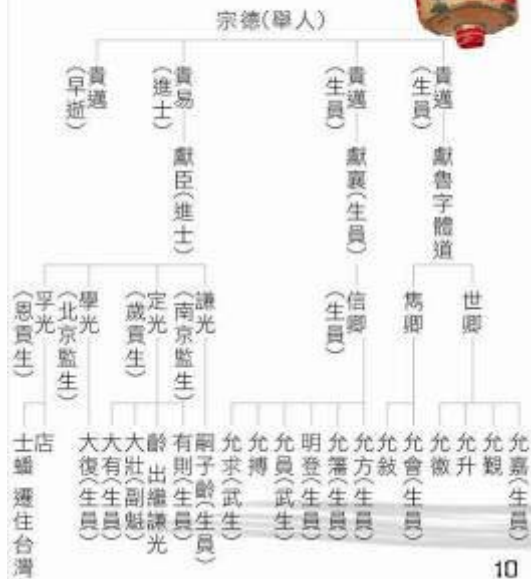 宗德(舉人)
貴邁(生員)
貴邁(生員)
貴易(進士)
貴邁(早逝)
獻魯字體道
獻襄(生員)
獻臣(進士)
世卿
雋卿
信卿(生員)
謙光(南京監生)
定光(歲貢生)
學光(北京監生)
孚光(恩貢生)
允嘉(生員)
允觀
允升
允徽
允會(生員)
允敍
允方(生員)
允藩(生員)
明登(生員)
允員(武生)
允搏
允求(武生)
嗣子齡(生員)
有則(生員)
齡 出繼謙光
大壯(副魁)
大有(生員)
大復(生員)
店
士蟠 遷住台灣
10